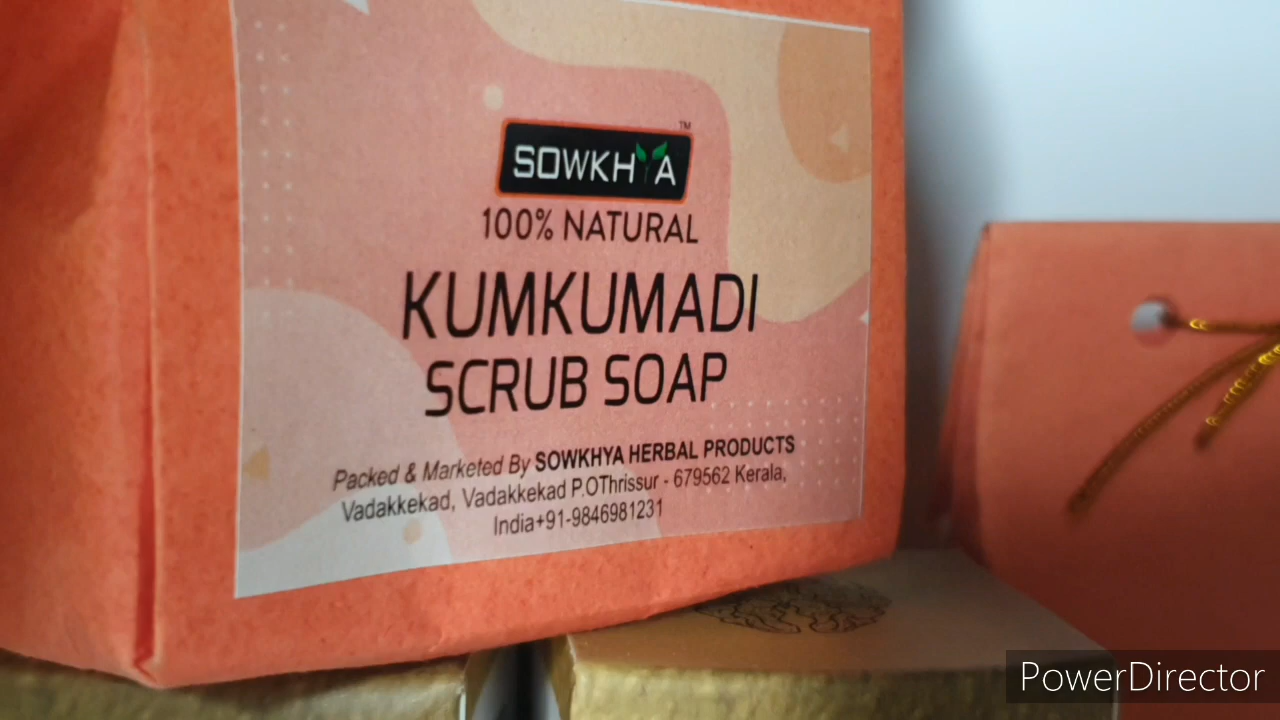 SOWKHYA TM
100% NATURAL
KUMKUMADI
SCRUB SOAP
Packed & Marketed By SOWKHYA HERBAL PRODUCTS
Vadakkekad, Vadakkekad P.OThrissur - 679562 Kerala,
India+91-9846981231
PowerDirector